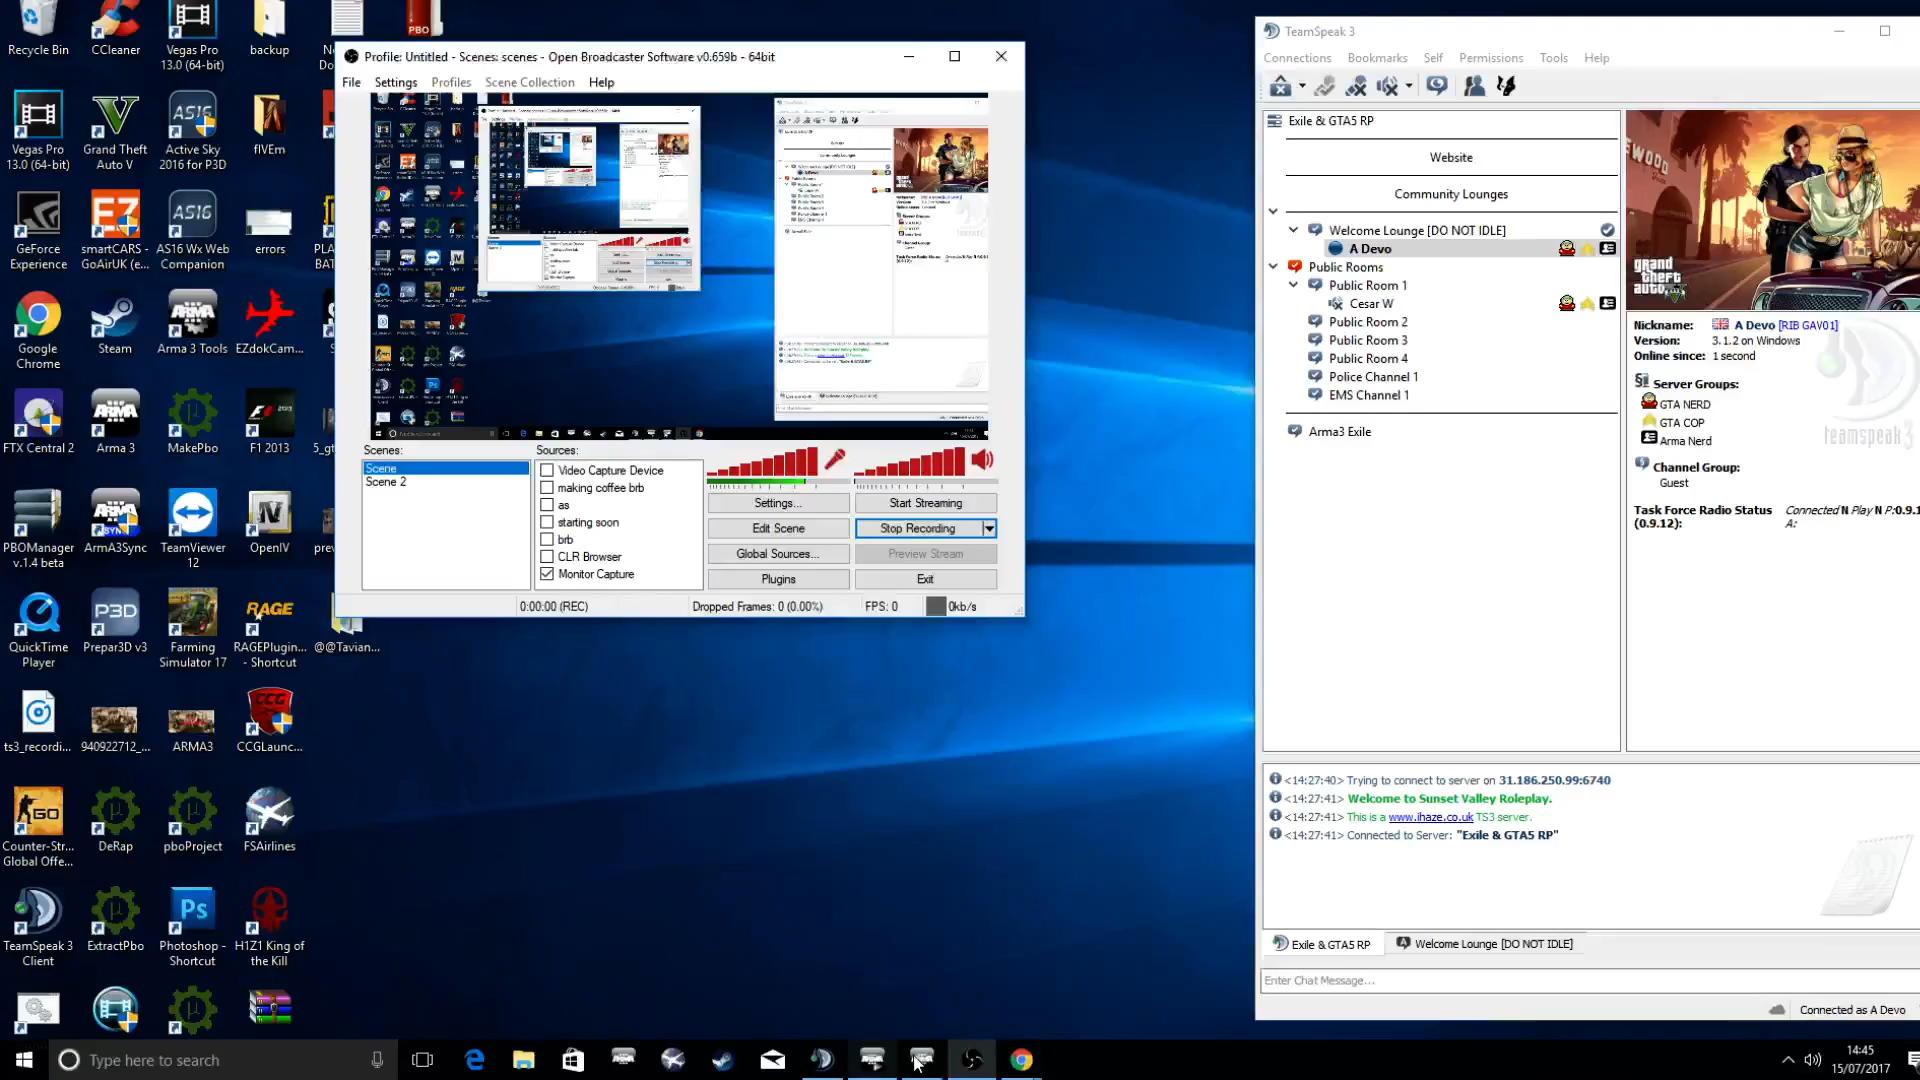 Recycle Bin
CCleaner
Vegas Pro
13.0 (64-bit)
backup
PBO
Vegas Pro
13.0 (64-bit)
Grand Theft
Auto V
Active Sky
2016 for P3D
fIVEm
GeForce
Experience
smartCARS -
GoAirUK (e...
AS16 Wx Web
Companion
errors
Google
Chrome
Steam
Arma 3 Tools
EZdokCam...
FTX Central 2
Arma 3
MakePbo
F1 2013
PBOManager
v.1.4 beta
ArmA3Sync
TeamViewer
12
OpenIV
QuickTime
Player
Prepar3D v3
Farming
Simulator 17
RAGEPlugin...
- Shortcut
@@Tavian...
ts3_recordi...
940922712_...
ARMA3
CCGLaunc...
Counter-Str...
Global Offe...
DeRap
pboProject
FSAirlines
TeamSpeak 3
Client
ExtractPbo
Photoshop -
Shortcut
H1Z1 King of
the Kill
Profile: Untitled - Scenes: scenes - Open Broadcaster Software v0.659b - 64bit
File Settings Profiles Scene Collection Help
Scenes:
Scene
Scene 2
Sources:
Video Capture Device
making coffee brb
as
starting soon
brb
CLR Browser
Monitor Capture
Settings...
Start Streaming
Edit Scene
Stop Recording
Global Sources...
Preview Stream
Plugins
Exit
0:00:00 (REC)
Dropped Frames: 0 (0.00%)
FPS: 0
0kb/s
TeamSpeak 3
Connections Bookmarks Self Permissions Tools Help
Exile & GTA5 RP
Website
Community Lounges
Welcome Lounge [DO NOT IDLE]
A Devo
Public Rooms
Public Room 1
Cesar W
Public Room 2
Public Room 3
Public Room 4
Police Channel 1
EMS Channel 1
Arma3 Exile
grand
theft
auto
Nickname: A Devo [RIB GAV01]
Version: 3.1.2 on Windows
Online since: 1 second
Server Groups:
GTA NERD
GTA COP
Arma Nerd
Channel Group:
Guest
Task Force Radio Status
(0.9.12):
Connected N Play N P:0.9.1
A:
teamspeak3
<14:27:40> Trying to connect to server on 31.186.250.99:6740
<14:27:41> Welcome to Sunset Valley Roleplay.
<14:27:41> This is a www.ihaze.co.uk TS3 server.
<14:27:41> Connected to Server: "Exile & GTA5 RP"
Exile & GTA5 RP
Welcome Lounge [DO NOT IDLE]
Enter Chat Message...
Connected as A Devo
Type here to search
14:45
15/07/2017